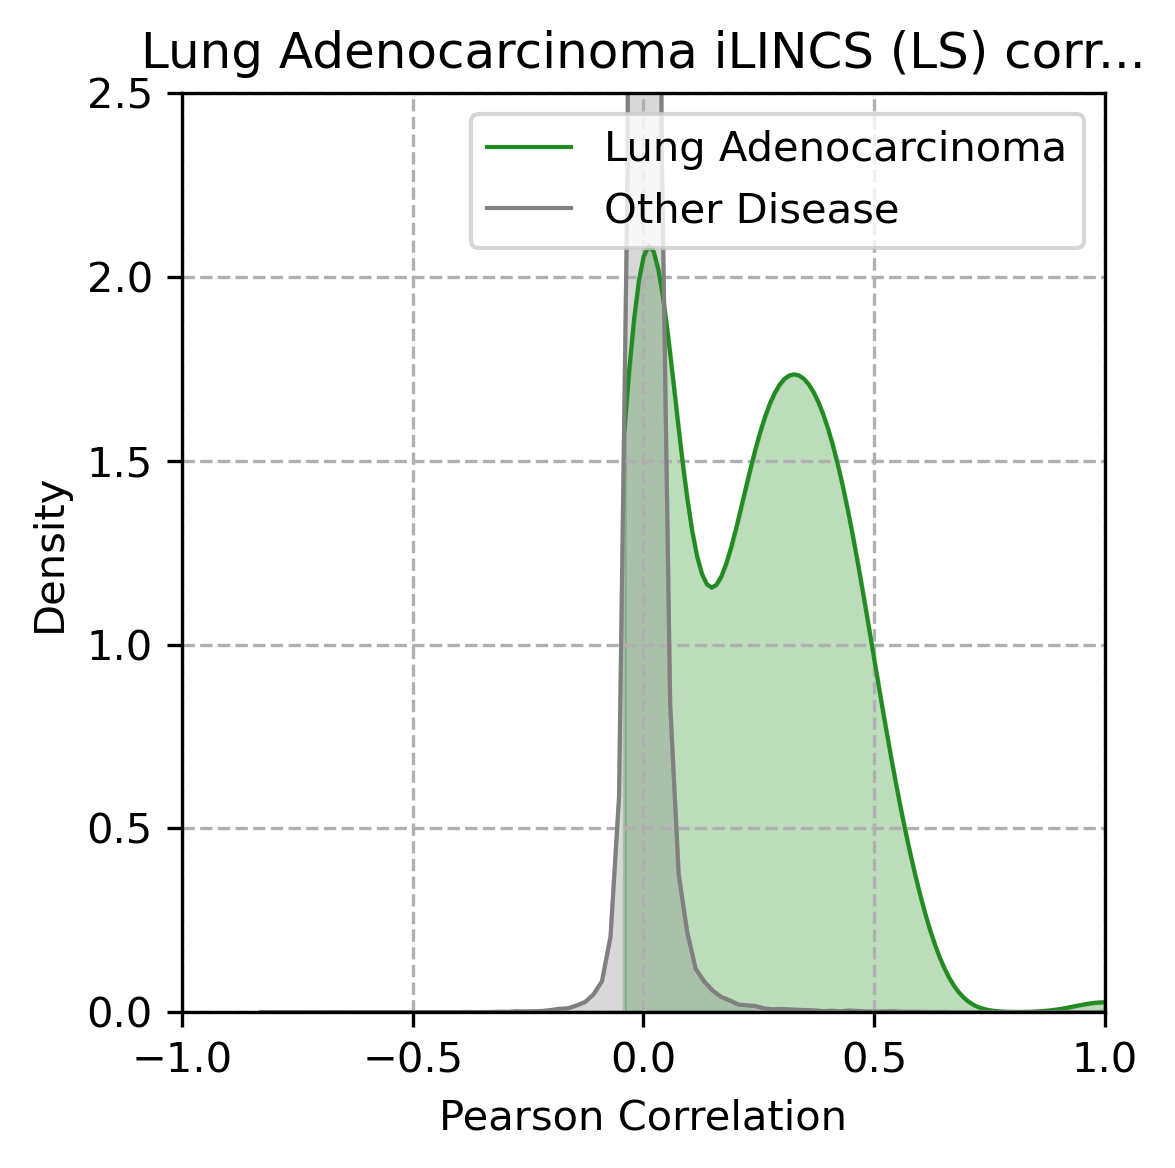 Lung Adenocarcinoma iLINCS (LS) corr...
Lung Adenocarcinoma
Other Disease
2.5
2.0
1.5
1.0
0.5
0.0
Density
−1.0
−0.5
0.0
0.5
1.0
Pearson Correlation